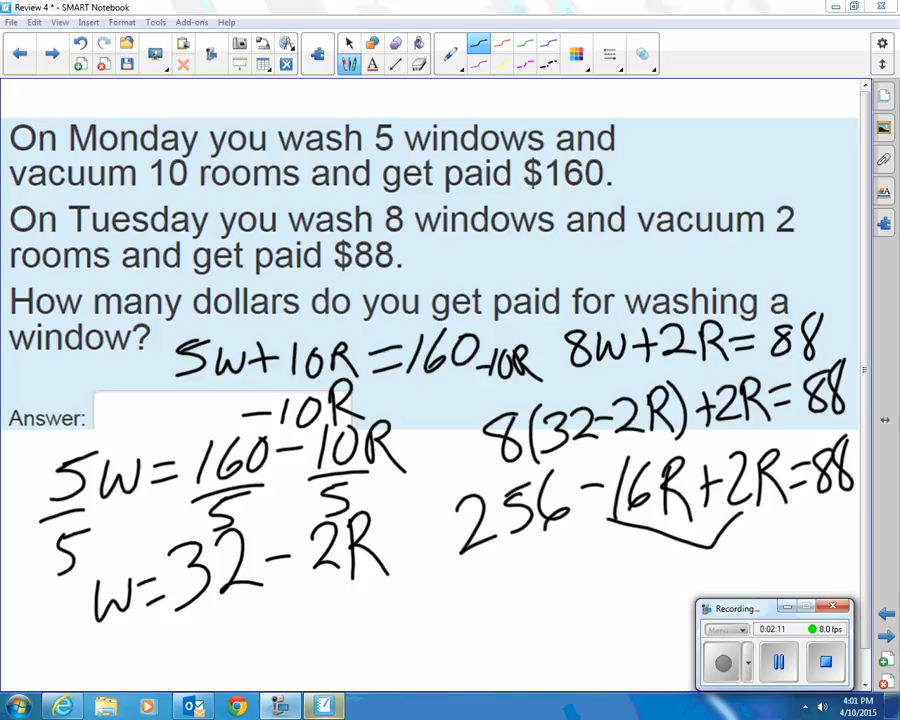 Review 4 * - SMART Notebook
File Edit View Insert Format Tools Add-ons Help
On Monday you wash 5 windows and
vacuum 10 rooms and get paid $160.
On Tuesday you wash 8 windows and vacuum 2
rooms and get paid $88.
How many dollars do you get paid for washing a
window?
5W+10R=160-10R
8W+2R=88
Answer:
-10R
8(32-2R)+2R=88
5W=160-10R
5 5 5
256-16R+2R=88
W=32-2R
Recording...
Menu
0:02:11
8.0 fps
4:01 PM
4/10/2015